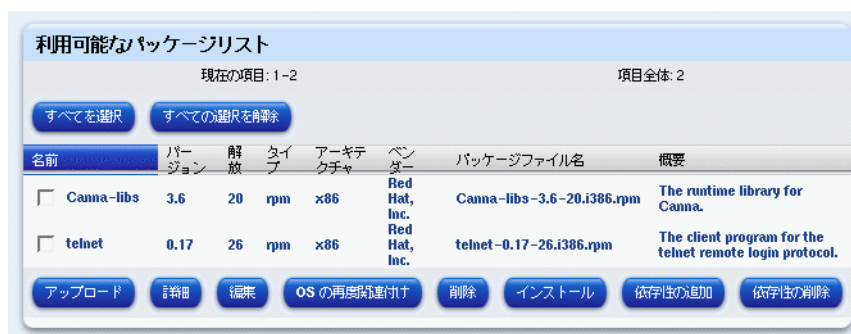 利用可能なパッケージリスト
現在の項目: 1-2 項目全体: 2
すべてを選択 すべての選択を解除
名前 バージョン 解放 タイプ アーキテクチャ ベンダー パッケージファイル名 概要
Canna-libs 3.6 20 rpm x86 Red Hat, Inc. Canna-libs-3.6-20.i386.rpm The runtime library for Canna.
telnet 0.17 26 rpm x86 Red Hat, Inc. telnet-0.17-26.i386.rpm The client program for the telnet remote login protocol.
アップロード 詳細 編集 OS の再度関連付け 削除 インストール 依存性の追加 依存性の削除